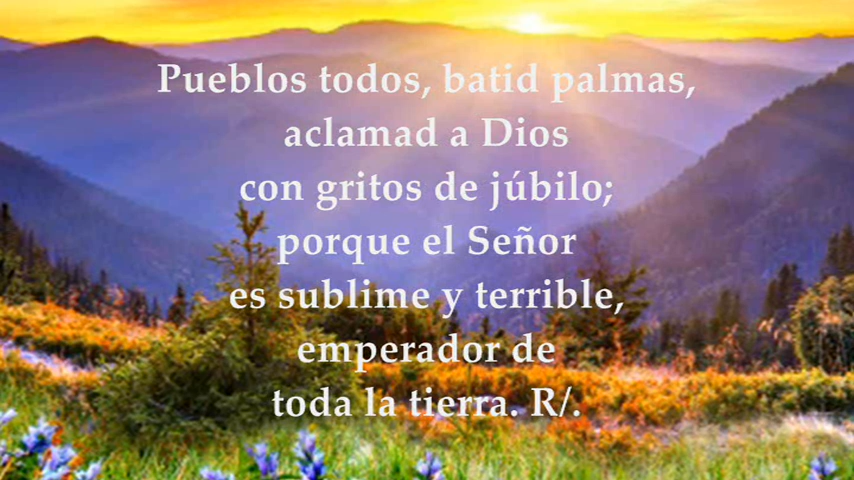 Pueblos todos, batid palmas,
aclamad a Dios
con gritos de júbilo;
porque el Señor
es sublime y terrible,
emperador de
toda la tierra. R/.